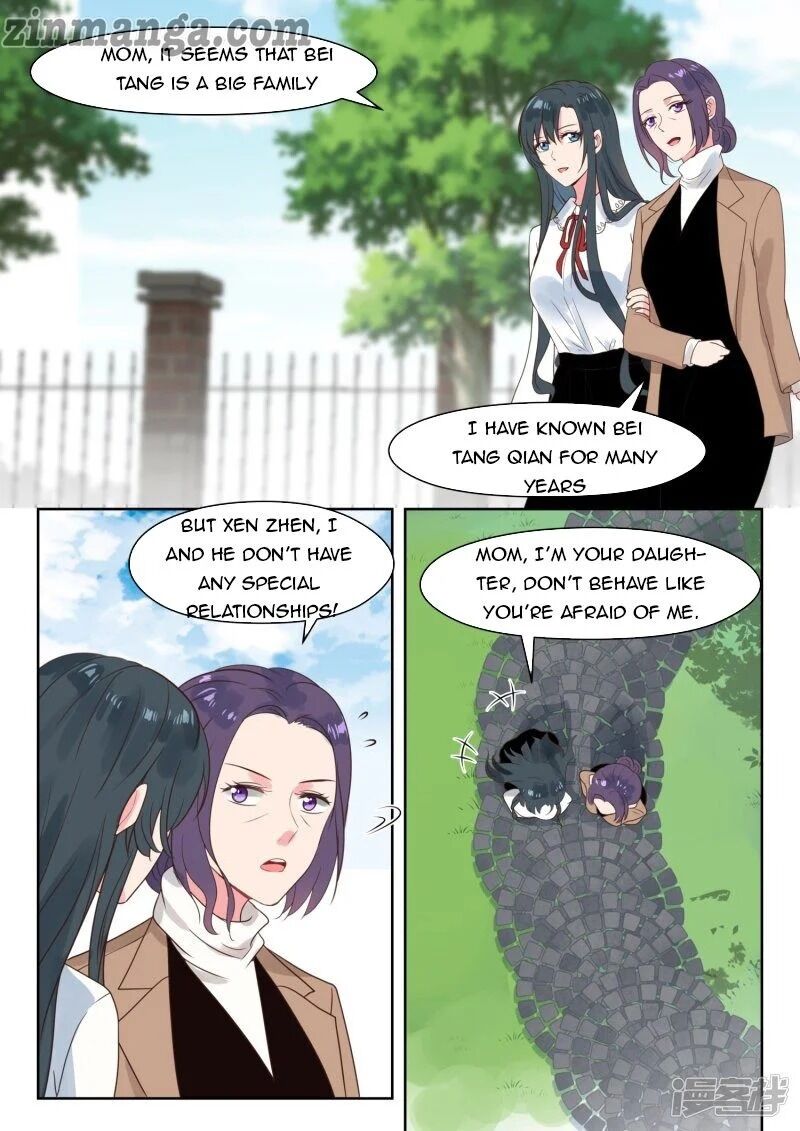 zinmanga.com
MOM, IT SEEMS THAT BEI
TANG IS A BIG FAMILY
I HAVE KNOWN BEI
TANG QIAN FOR MANY
YEARS
BUT XEN ZHEN, I
AND HE DON'T HAVE
ANY SPECIAL
RELATIONSHIPS!
MOM, I'M YOUR DAUGH-
TER, DON'T BEHAVE LIKE
YOU'RE AFRAID OF ME.
漫客栈